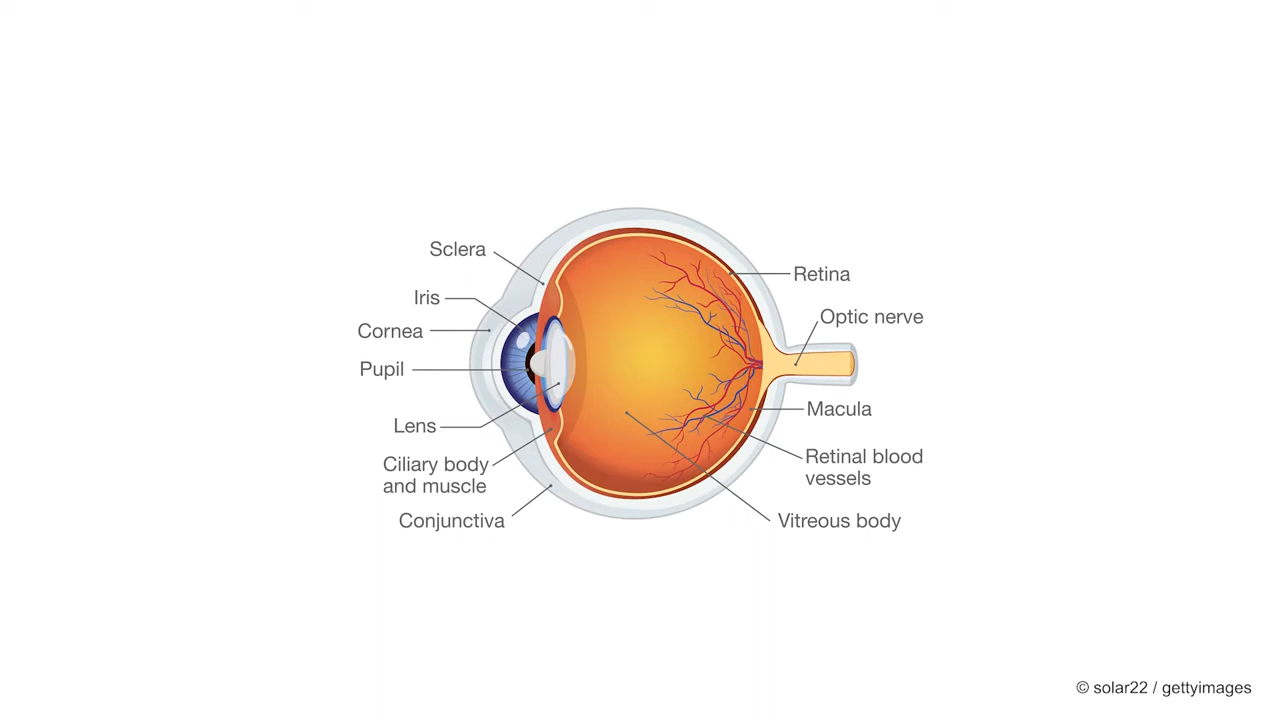 Sclera
Iris
Cornea
Pupil
Lens
Ciliary body
and muscle
Conjunctiva
Retina
Optic nerve
Macula
Retinal blood
vessels
Vitreous body
© solar22 / gettyimages